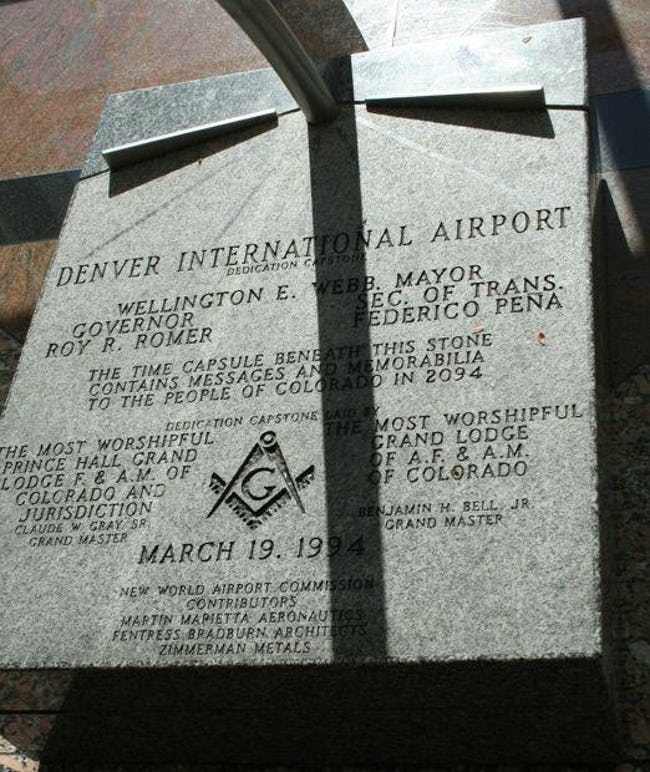 DENVER INTERNATIONAL AIRPORT
DEDICATION CAPSTONE
WELLINGTON E. WEBB. MAYOR
GOVERNOR
ROY R. ROMER
SEC. OF TRANS.
FEDERICO PEÑA
THE TIME CAPSULE BENEATH THIS STONE
CONTAINS MESSAGES AND MEMORABILIA
TO THE PEOPLE OF COLORADO IN 2094
DEDICATION CAPSTONE LAID BY
THE MOST WORSHIPFUL
PRINCE HALL GRAND
LODGE F. & A.M. OF
COLORADO AND
JURISDICTION
CLAUDE W. GRAY, SR.
GRAND MASTER
G
THE MOST WORSHIPFUL
GRAND LODGE
OF A.F. & A.M.
OF COLORADO
BENJAMIN H. BELL, JR.
GRAND MASTER
MARCH 19. 1994
NEW WORLD AIRPORT COMMISSION
CONTRIBUTORS
MARTIN MARIETTA AERONAUTICS
FENTRESS BRADBURN ARCHITECTS
ZIMMERMAN METALS